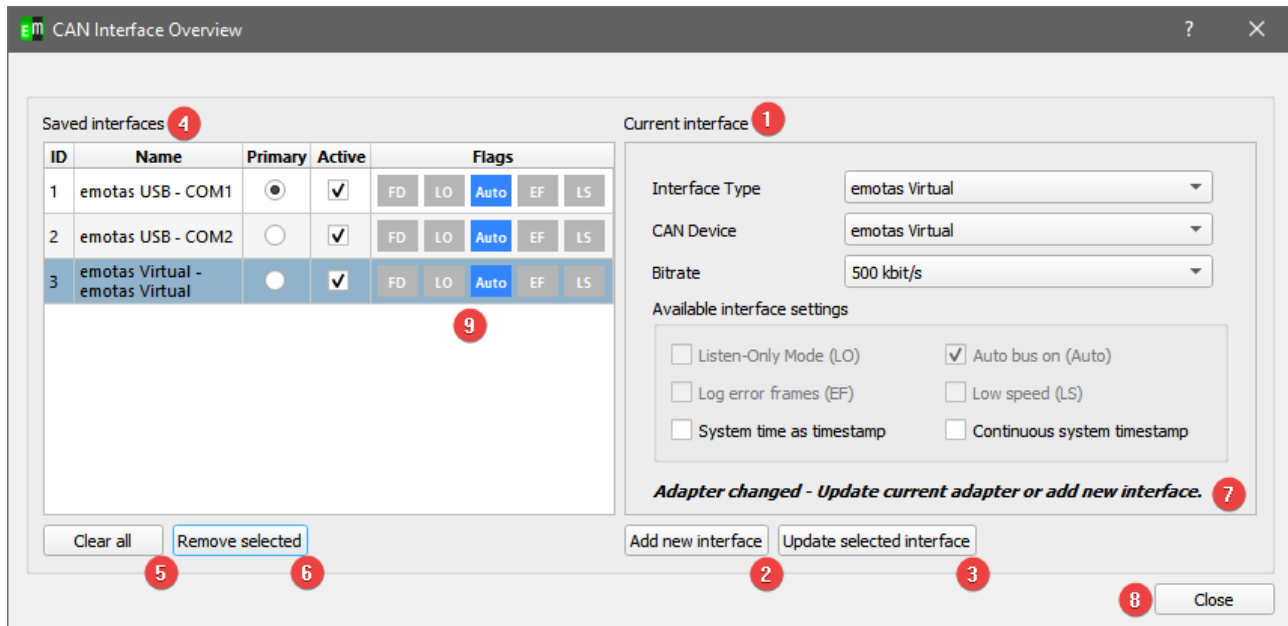 EM CAN Interface Overview ?
Saved interfaces 4
Current interface 1
ID Name Primary Active Flags
1 emotas USB - COM1 FD LO Auto EF LS
2 emotas USB - COM2 FD LO Auto EF LS
3 emotas Virtual -
emotas Virtual FD LO Auto EF LS
9
Interface Type emotas Virtual
CAN Device emotas Virtual
Bitrate 500 kbit/s
Available interface settings
Listen-Only Mode (LO) Auto bus on (Auto)
Log error frames (EF) Low speed (LS)
System time as timestamp Continuous system timestamp
Adapter changed - Update current adapter or add new interface. 7
Clear all Remove selected
5 6
Add new interface Update selected interface
2 3
8 Close